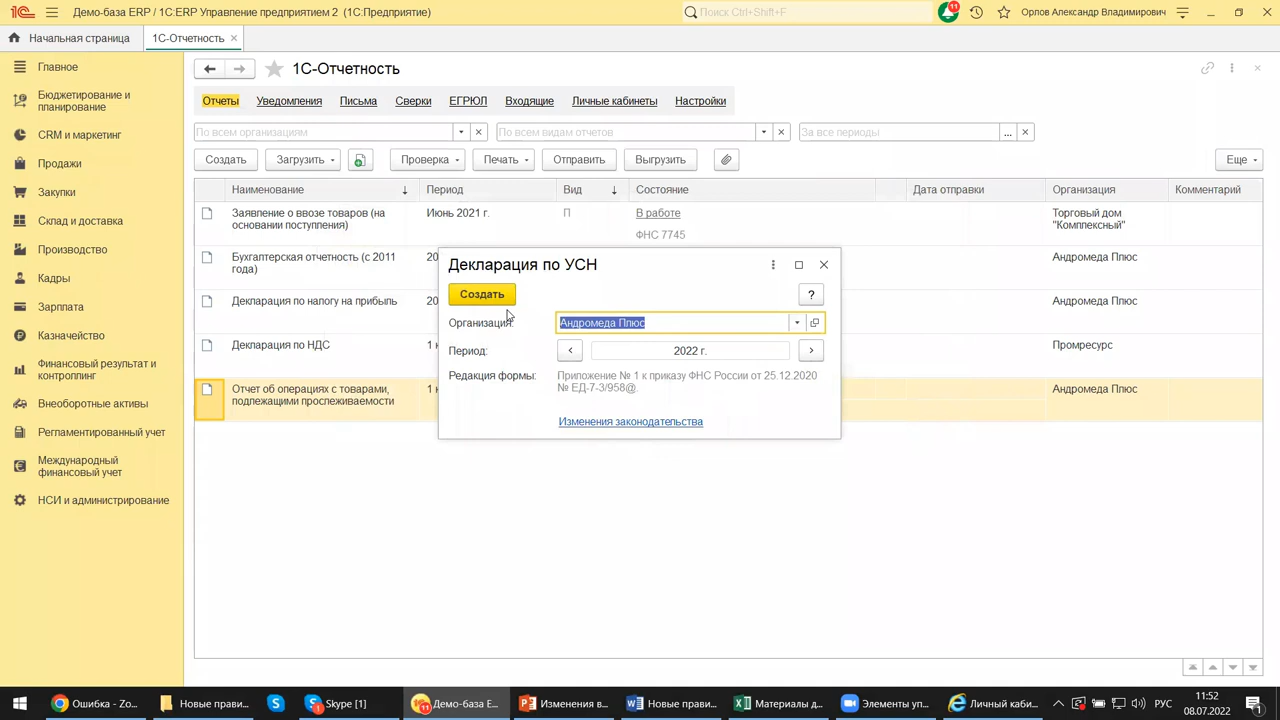 Демо-база ERP / 1С:ERP Управление предприятием 2 (1С:Предприятие)
Поиск Ctrl+Shift+F
11
Орлов Александр Владимирович
Начальная страница
1С-Отчетность ×
Главное
Бюджетирование и
планирование
CRM и маркетинг
Продажи
Закупки
Склад и доставка
Производство
Кадры
Зарплата
Казначейство
Финансовый результат и
контроллинг
Внеоборотные активы
Регламентированный учет
Международный
финансовый учет
НСИ и администрирование
1С-Отчетность
Отчеты Уведомления Письма Сверки ЕГРЮЛ Входящие Личные кабинеты Настройки
По всем организациям По всем видам отчетов За все периоды ...
Создать Загрузить Проверка Печать Отправить Выгрузить Еще
Наименование Период Вид Состояние Дата отправки Организация Комментарий
Заявление о ввозе товаров (на
основании поступления)
Июнь 2021 г. П В работе
ФНС 7745
Торговый дом
"Комплексный"
Бухгалтерская отчетность (с 2011
года)
20
Андромеда Плюс
Декларация по налогу на прибыль 20
Андромеда Плюс
Декларация по НДС 1 к
Промресурс
Отчет об операциях с товарами,
подлежащими прослеживаемости
1 к
Андромеда Плюс
Декларация по УСН
Создать ?
Организация: Андромеда Плюс
Период: < 2022 г. >
Редакция формы: Приложение № 1 к приказу ФНС России от 25.12.2020
№ ЕД-7-3/958@.
Изменения законодательства
Ошибка - Zo...
Новые правил...
Skype [1]
Демо-база E...
Изменения в...
Новые прави...
Материалы д...
Элементы уп...
Личный кабин...
РУС
11:52
08.07.2022